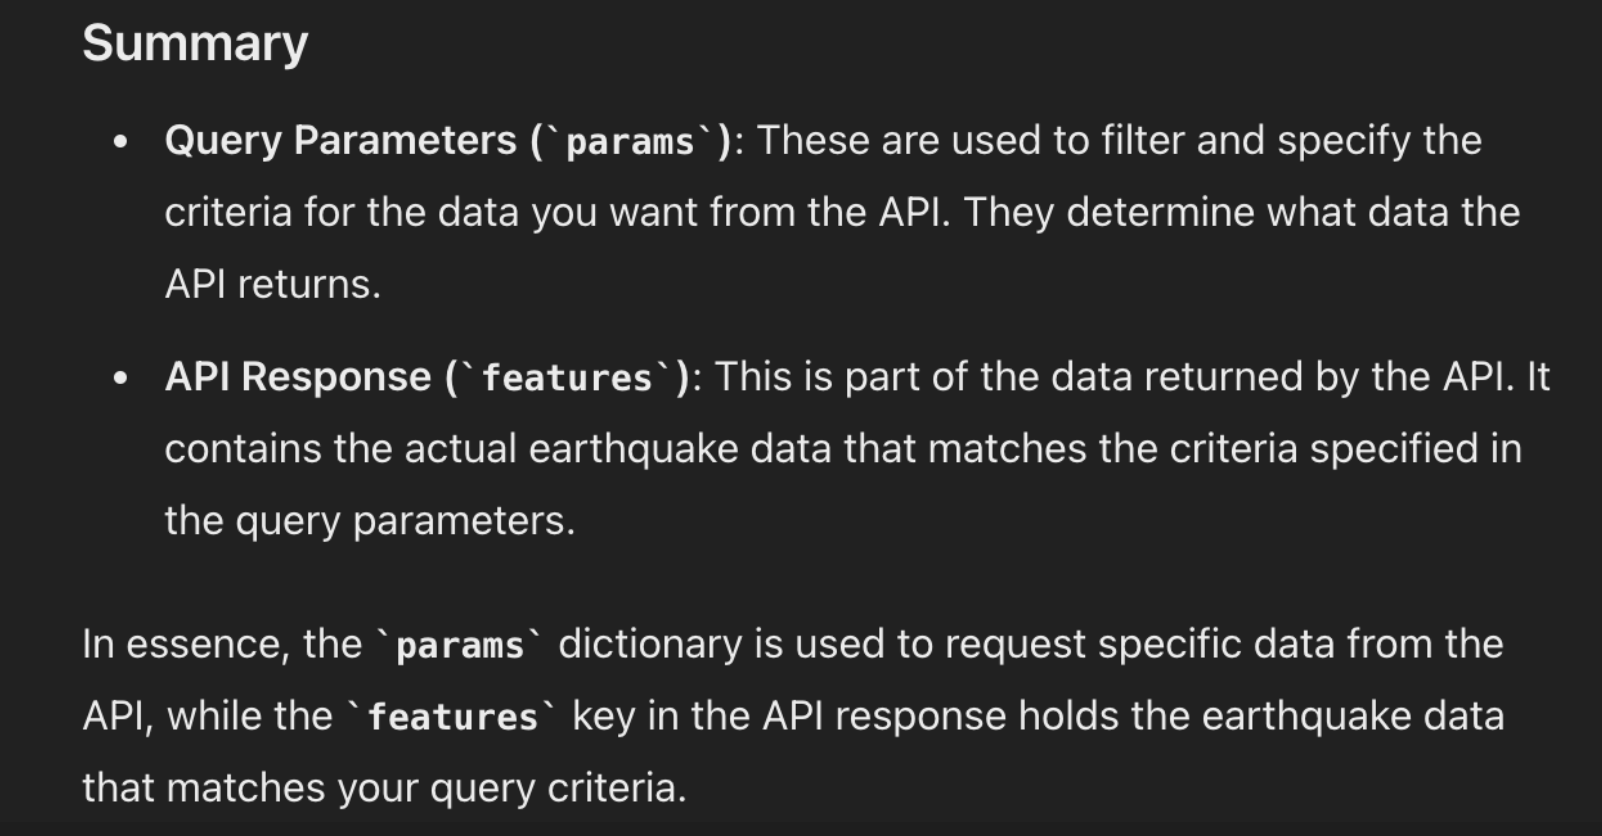 Summary
• Query Parameters (`params`): These are used to filter and specify the
criteria for the data you want from the API. They determine what data the
API returns.
• API Response (`features`): This is part of the data returned by the API. It
contains the actual earthquake data that matches the criteria specified in
the query parameters.
In essence, the `params` dictionary is used to request specific data from the
API, while the `features` key in the API response holds the earthquake data
that matches your query criteria.